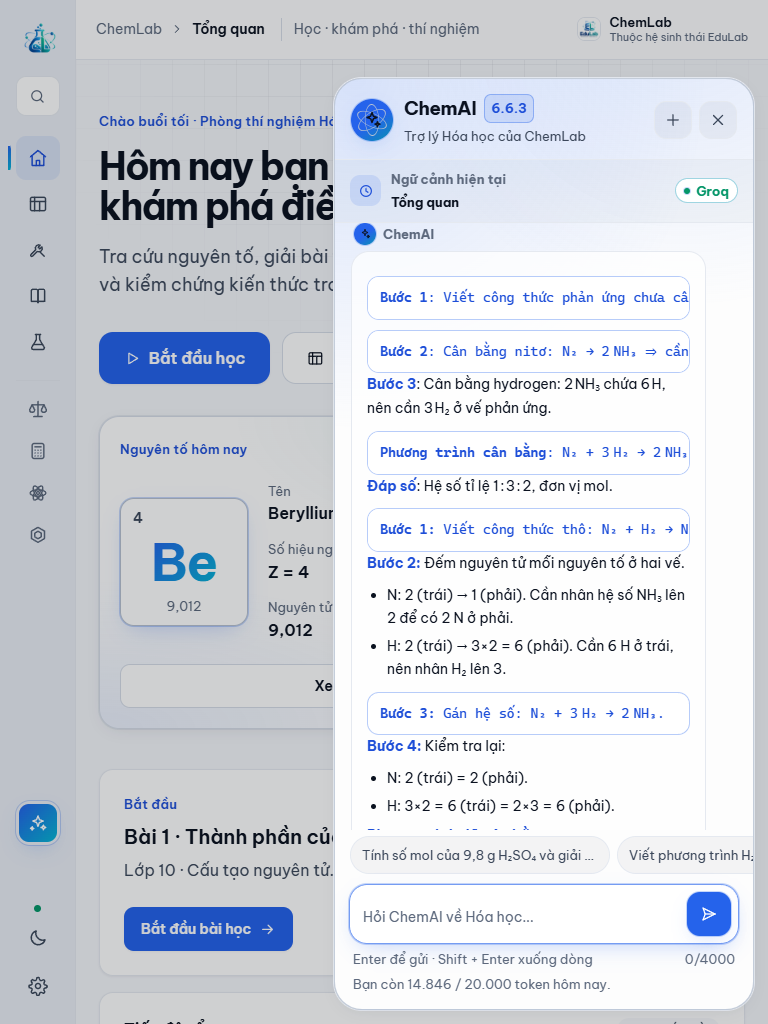 ChemLab > Tổng quan | Học · khám phá · thí nghiệm
ChemLab
Thuộc hệ sinh thái EduLab
Chào buổi tối · Phòng thí nghiệm
Hôm nay bạn
khám phá
Tra cứu nguyên tố, giải bài
và kiểm chứng kiến thức
Bắt đầu học
Nguyên tố hôm nay
4
Be
9,012
Tên
Số hiệu
Z = 4
Nguyên tử
9,012
Bắt đầu
Bài 1 · Thành phần
Lớp 10 · Cấu tạo nguyên tử.
Bắt đầu bài học →
ChemAI 6.6.3
Trợ lý Hóa học của ChemLab
Ngữ cảnh hiện tại
Tổng quan
Groq
ChemAI
Bước 1: Viết công thức phản ứng chưa
Bước 2: Cân bằng nitơ: N₂ → 2 NH₃ ⇒ cần
Bước 3: Cân bằng hydrogen: 2 NH₃ chứa 6 H,
nên cần 3 H₂ ở vế phản ứng.
Phương trình cân bằng: N₂ + 3 H₂ → 2 NH₃
Đáp số: Hệ số tỉ lệ 1 : 3 : 2, đơn vị mol.
Bước 1: Viết công thức thô: N₂ + H₂ → N
Bước 2: Đếm nguyên tử mỗi nguyên tố ở hai vế.
• N: 2 (trái) → 1 (phải). Cần nhân hệ số NH₃ lên
2 để có 2 N ở phải.
• H: 2 (trái) → 3×2 = 6 (phải). Cần 6 H ở trái,
nên nhân H₂ lên 3.
Bước 3: Gán hệ số: N₂ + 3 H₂ → 2 NH₃.
Bước 4: Kiểm tra lại:
• N: 2 (trái) = 2 (phải).
• H: 3×2 = 6 (trái) = 2×3 = 6 (phải).
Tính số mol của 9,8 g H₂SO₄ và giải ...
Viết phương trình
Hỏi ChemAI về Hóa học...
Enter để gửi · Shift + Enter xuống dòng 0/4000
Bạn còn 14.846 / 20.000 token hôm nay.